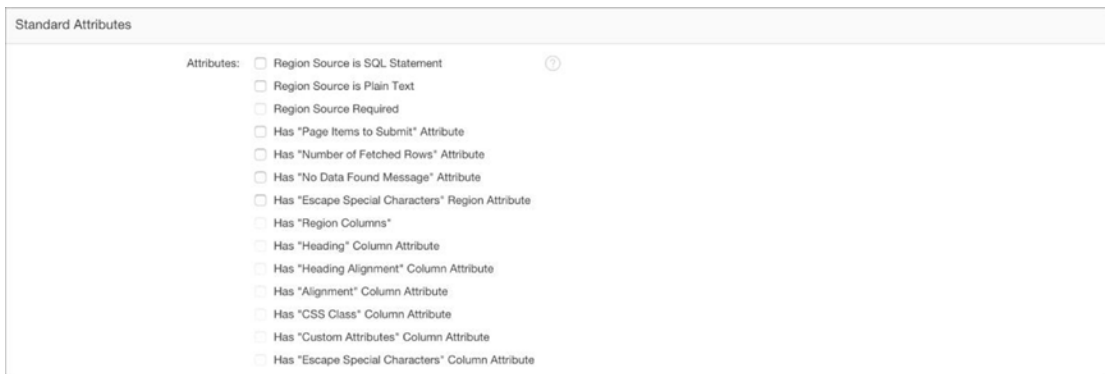 Standard Attributes
Attributes: Region Source is SQL Statement ?
Region Source is Plain Text
Region Source Required
Has "Page Items to Submit" Attribute
Has "Number of Fetched Rows" Attribute
Has "No Data Found Message" Attribute
Has "Escape Special Characters" Region Attribute
Has "Region Columns"
Has "Heading" Column Attribute
Has "Heading Alignment" Column Attribute
Has "Alignment" Column Attribute
Has "CSS Class" Column Attribute
Has "Custom Attributes" Column Attribute
Has "Escape Special Characters" Column Attribute